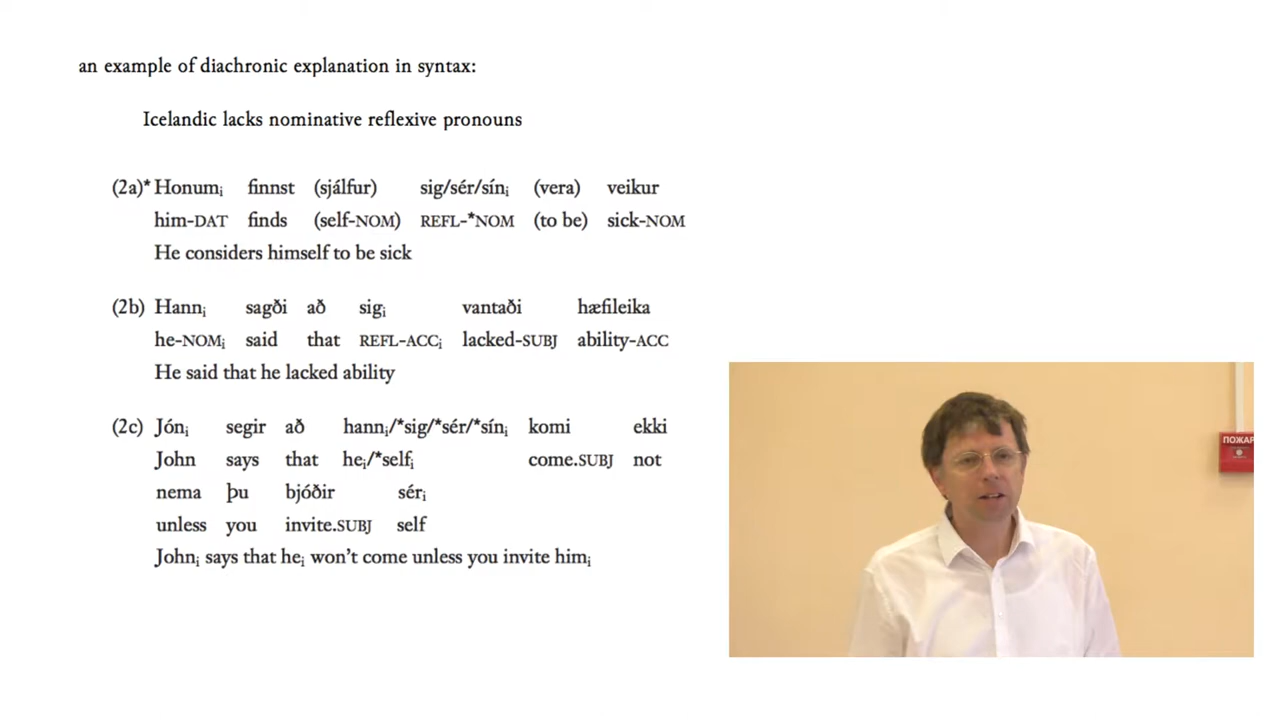 an example of diachronic explanation in syntax:
Icelandic lacks nominative reflexive pronouns
(2a)* Honumᵢ finnst (sjálfur) sig/sér/sínᵢ (vera) veikur
him-DAT finds (self-NOM) REFL-*NOM (to be) sick-NOM
He considers himself to be sick
(2b) Hannᵢ sagði að sigᵢ vantaði hæfileika
he-NOMᵢ said that REFL-ACCᵢ lacked-SUBJ ability-ACC
He said that he lacked ability
(2c) Jónᵢ segir að hannᵢ/*sig/*sér/*sínᵢ komi ekki
John says that heᵢ/*selfᵢ come.SUBJ not
nema þu bjóðir sérᵢ
unless you invite.SUBJ self
Johnᵢ says that heᵢ won't come unless you invite himᵢ
ПОЖАР